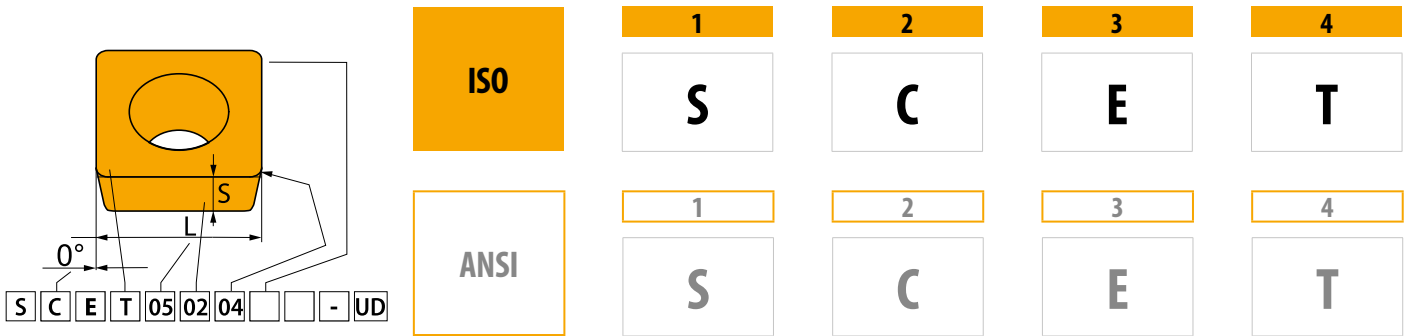 S
L
0°
S C E T 05 02 04 - UD
ISO
1 2 3 4
S C E T
ANSI
1 2 3 4
S C E T